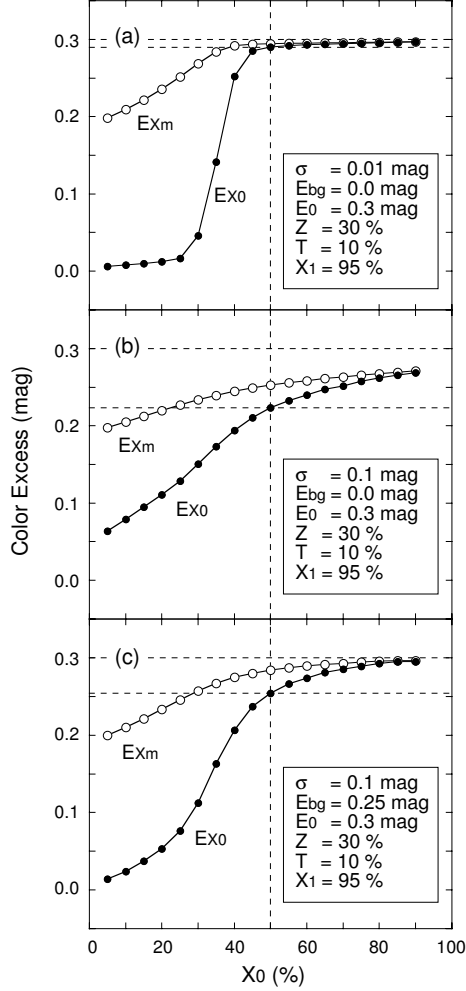 Color Excess (mag)
(a)
0.3
0.2
0.1
0.0
EXm
EX0
σ = 0.01 mag
Ebg = 0.0 mag
E0 = 0.3 mag
Z = 30 %
T = 10 %
X1 = 95 %
(b)
0.3
0.2
0.1
0.0
EXm
EX0
σ = 0.1 mag
Ebg = 0.0 mag
E0 = 0.3 mag
Z = 30 %
T = 10 %
X1 = 95 %
(c)
0.3
0.2
0.1
0.0
EXm
EX0
σ = 0.1 mag
Ebg = 0.25 mag
E0 = 0.3 mag
Z = 30 %
T = 10 %
X1 = 95 %
0 20 40 60 80 100
X0 (%)